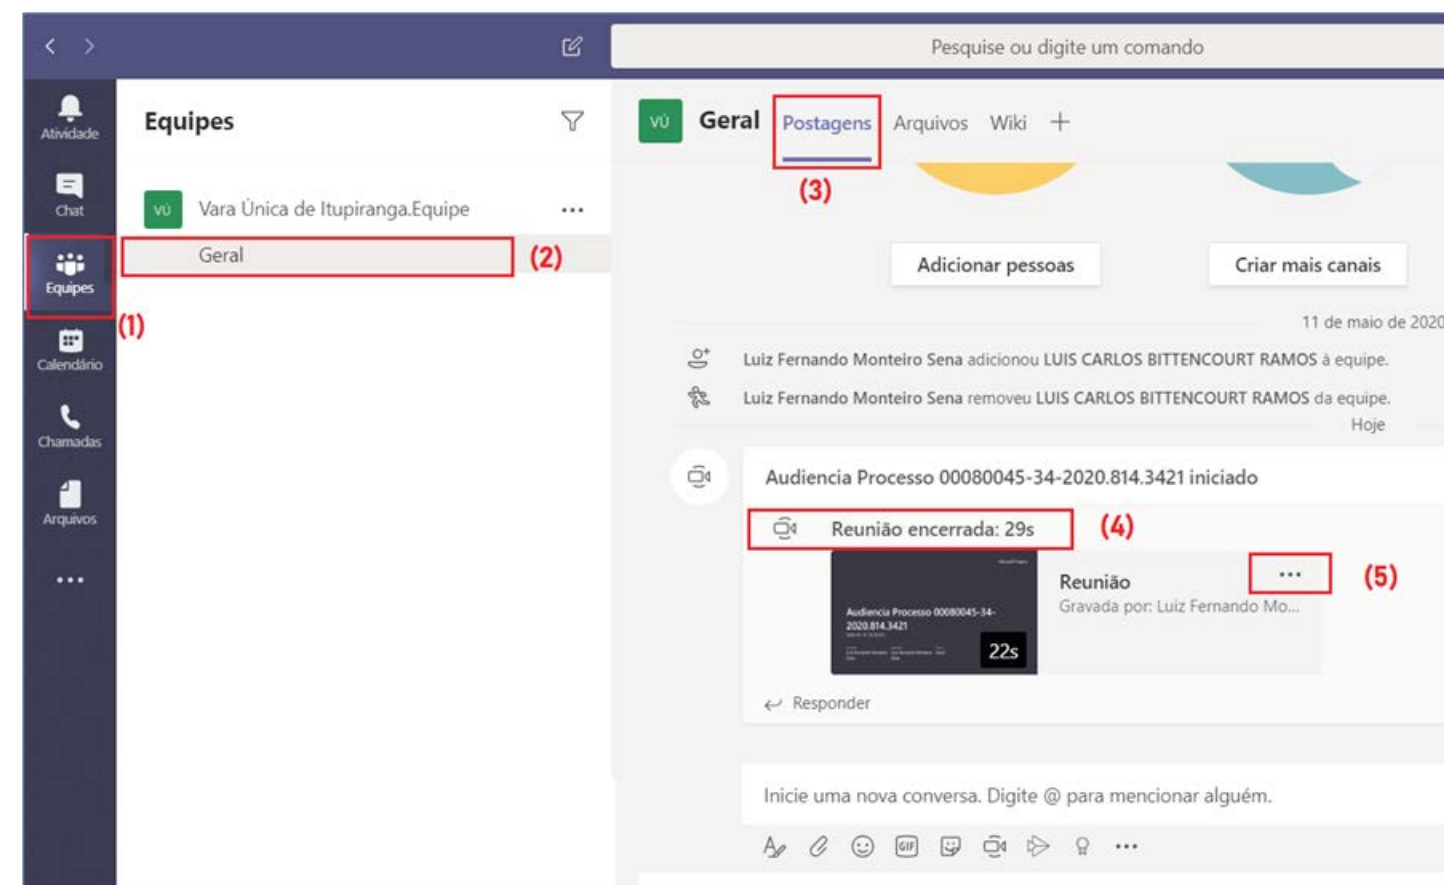 Pesquise ou digite um comando
Atividade
Chat
Equipes
(1)
Calendário
Chamadas
Arquivos
Equipes
VÚ Vara Única de Itupiranga.Equipe
Geral
(2)
VÚ Geral Postagens Arquivos Wiki
(3)
Adicionar pessoas Criar mais canais
11 de maio de 2020
Luiz Fernando Monteiro Sena adicionou LUIS CARLOS BITTENCOURT RAMOS à equipe.
Luiz Fernando Monteiro Sena removeu LUIS CARLOS BITTENCOURT RAMOS da equipe.
Hoje
Audiencia Processo 00080045-34-2020.814.3421 iniciado
Reunião encerrada: 29s
(4)
Audiencia Processo 00080045-34-
2020.814.3421
22s
Reunião
Gravada por: Luiz Fernando Mo...
(5)
Responder
Inicie uma nova conversa. Digite @ para mencionar alguém.
GIF